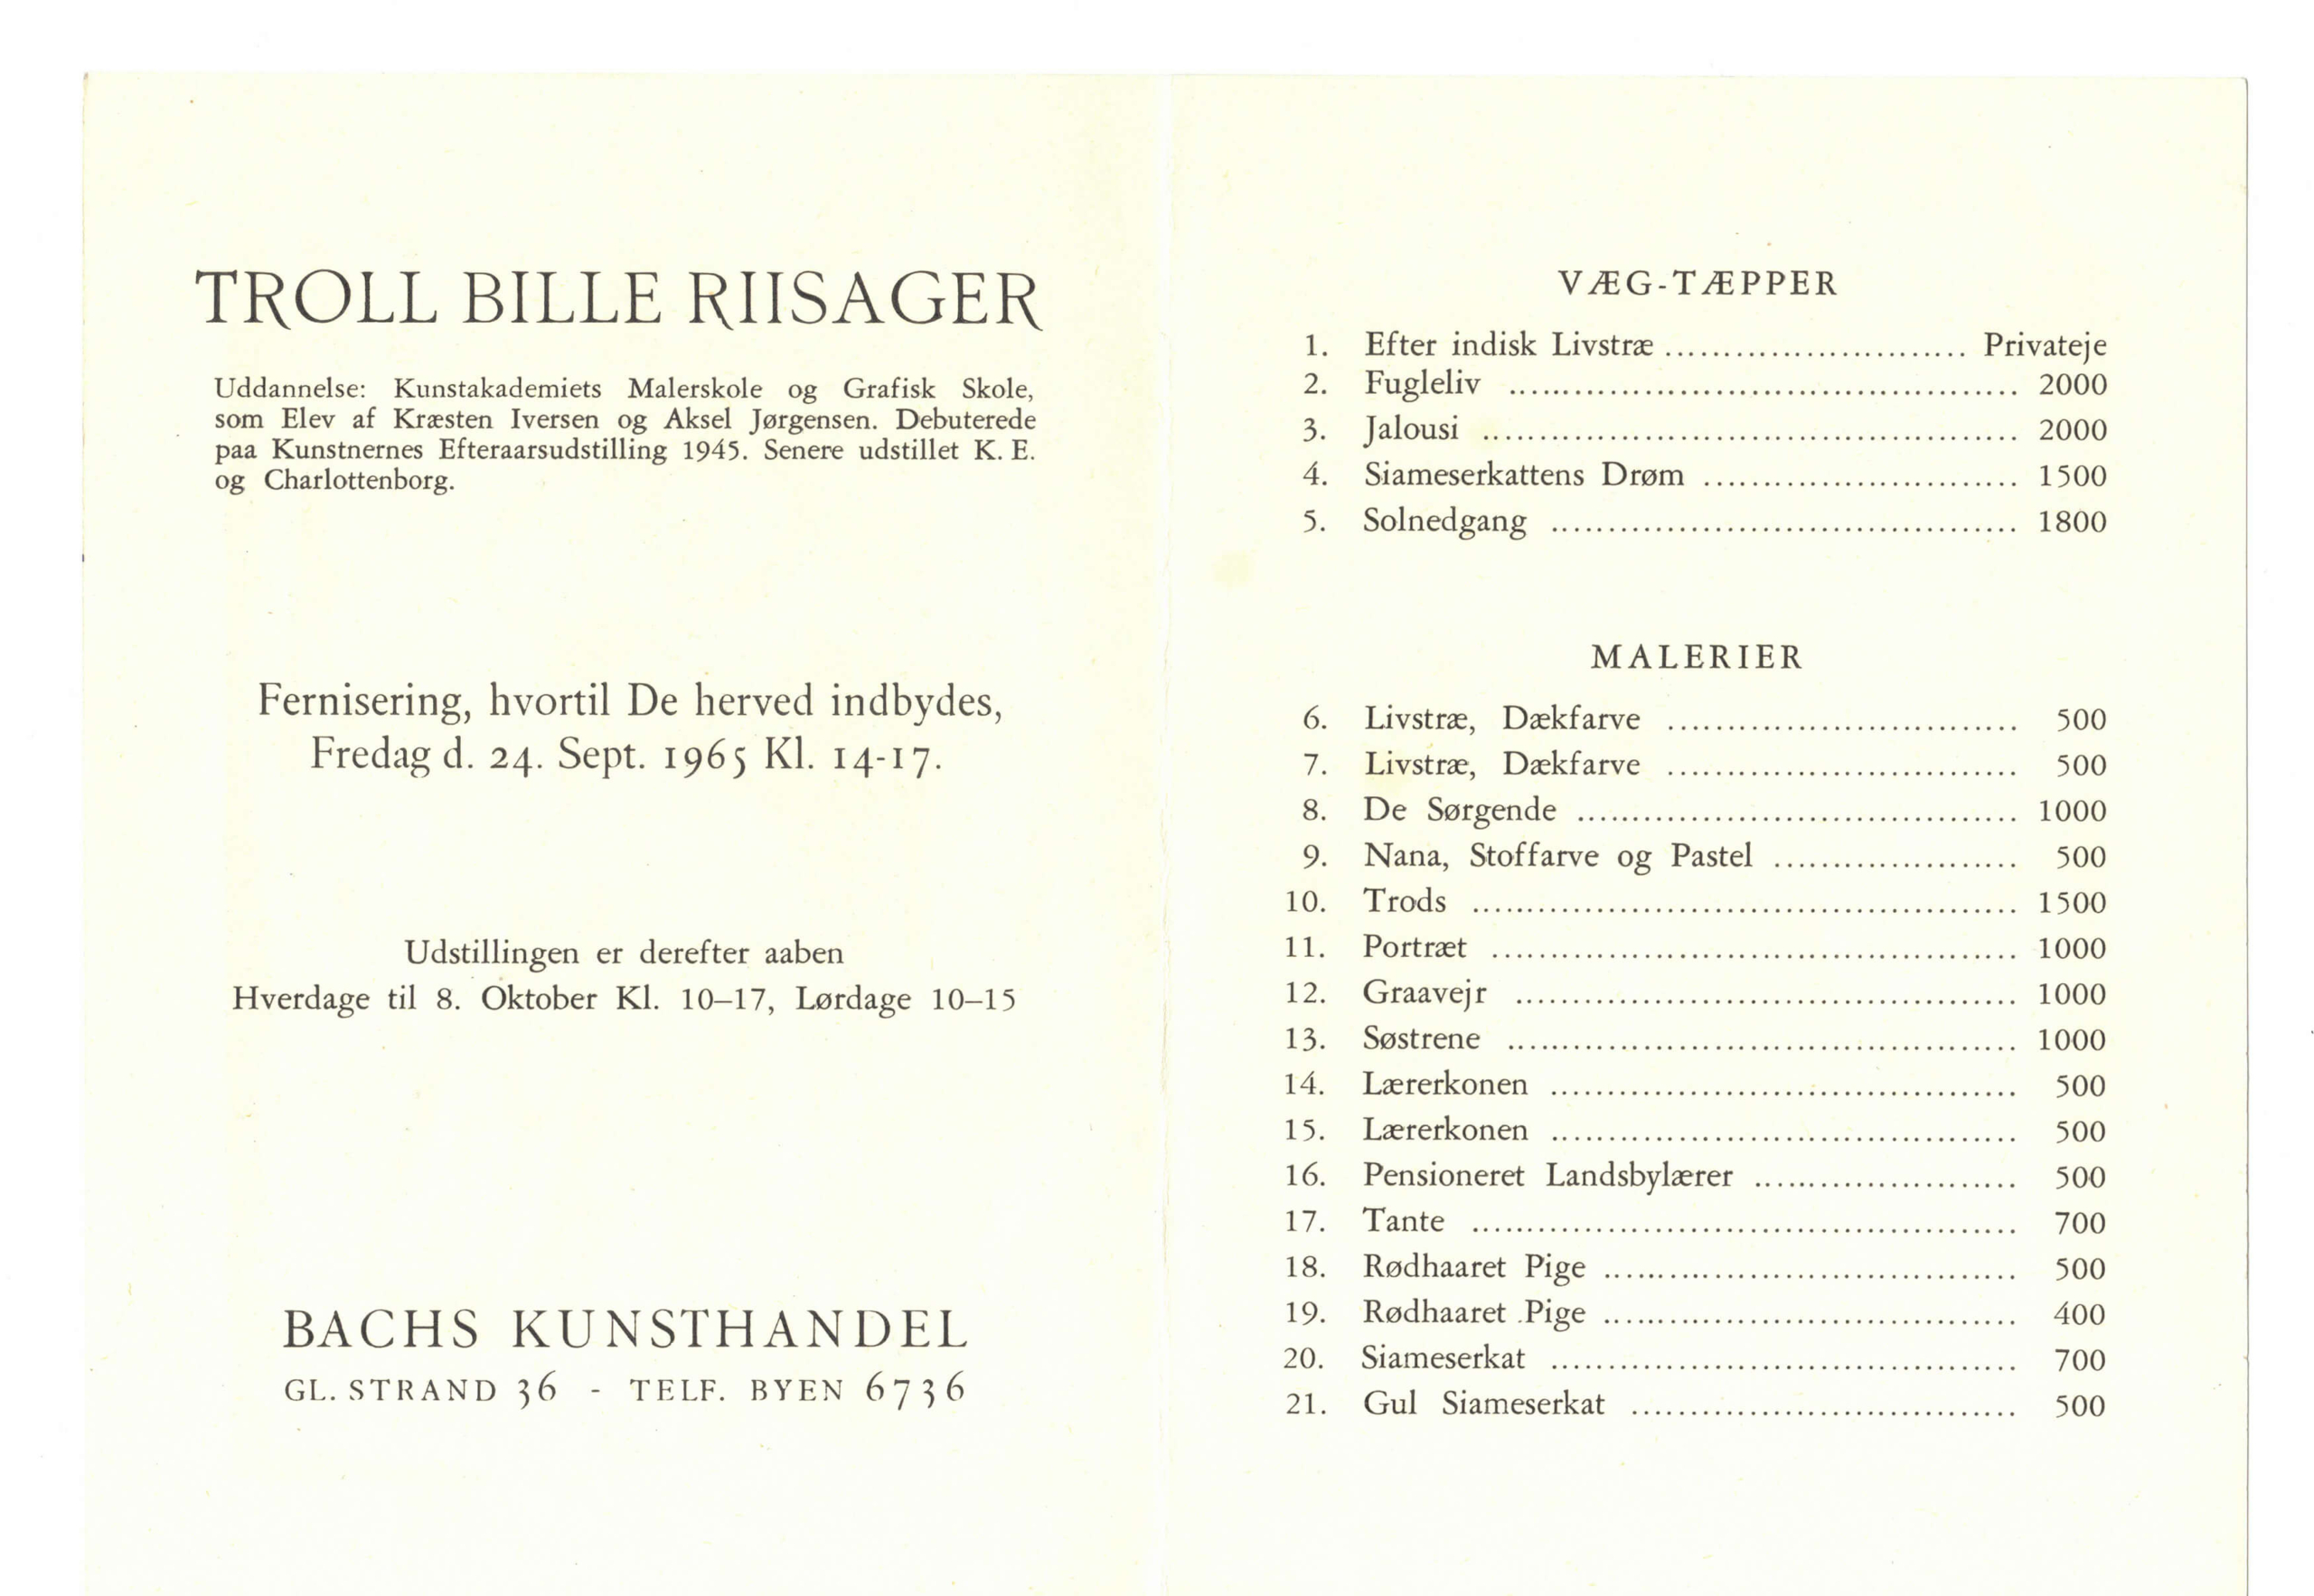 TROLL BILLE RIISAGER
Uddannelse: Kunstakademiets Malerskole og Grafisk Skole,
som Elev af Kræsten Iversen og Aksel Jørgensen. Debuterede
paa Kunstnernes Efteraarsudstilling 1945. Senere udstillet K. E.
og Charlottenborg.
Fernisering, hvortil De herved indbydes,
Fredag d. 24. Sept. 1965 Kl. 14-17.
Udstillingen er derefter aaben
Hverdage til 8. Oktober Kl. 10–17, Lørdage 10–15
BACHS KUNSTHANDEL
GL. STRAND 36 - TELF. BYEN 6736
VÆG-TÆPPER
1. Efter indisk Livstræ .......................... Privateje
2. Fugleliv ............................................ 2000
3. Jalousi .............................................. 2000
4. Siameserkattens Drøm ........................... 1500
5. Solnedgang ........................................ 1800
MALERIER
6. Livstræ, Dækfarve .............................. 500
7. Livstræ, Dækfarve .............................. 500
8. De Sørgende ...................................... 1000
9. Nana, Stoffarve og Pastel ..................... 500
10. Trods ............................................... 1500
11. Portræt ............................................. 1000
12. Graavejr ........................................... 1000
13. Søstrene ............................................ 1000
14. Lærerkonen ........................................ 500
15. Lærerkonen ........................................ 500
16. Pensioneret Landsbylærer ...................... 500
17. Tante ............................................... 700
18. Rødhaaret Pige .................................... 500
19. Rødhaaret Pige .................................... 400
20. Siameserkat ........................................ 700
21. Gul Siameserkat ................................. 500